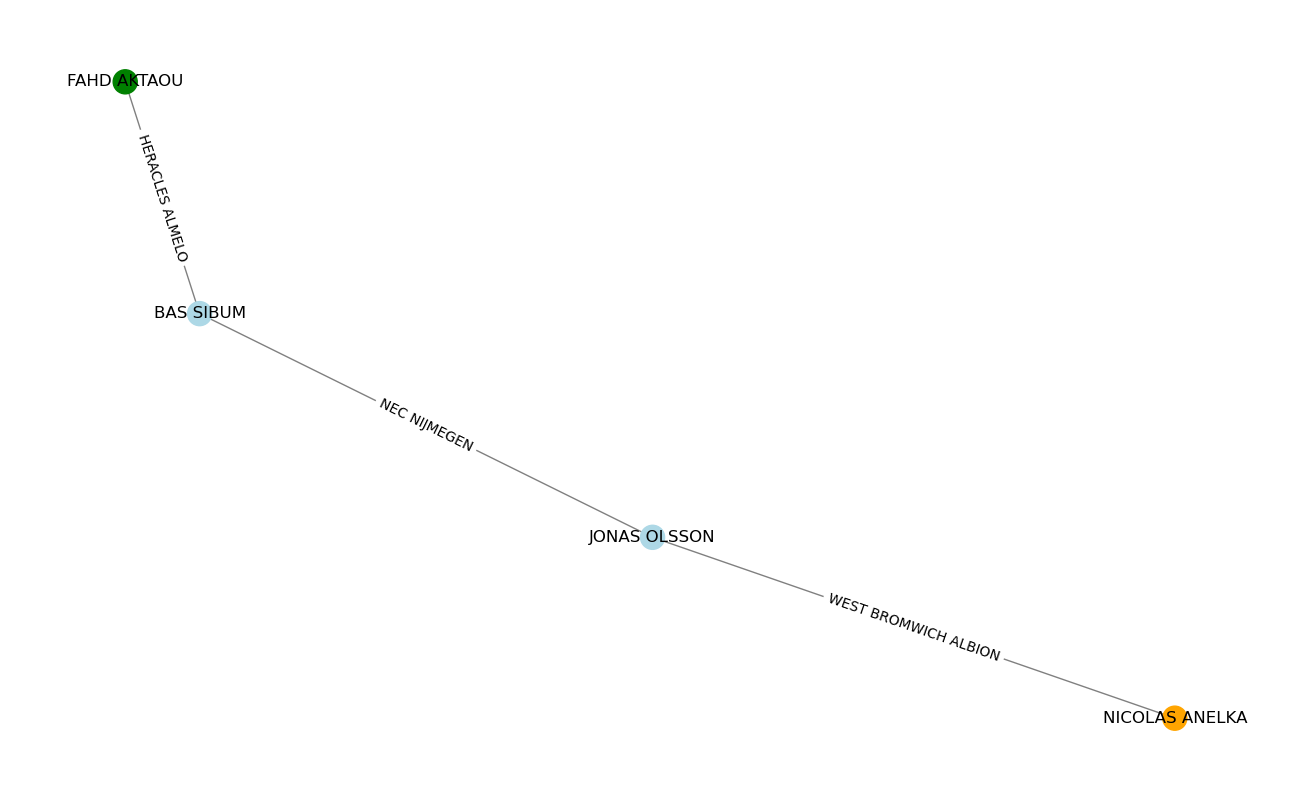 FAHD AKTAOU
HERACLES ALMELO
BAS SIBUM
NEC NIJMEGEN
JONAS OLSSON
WEST BROMWICH ALBION
NICOLAS ANELKA